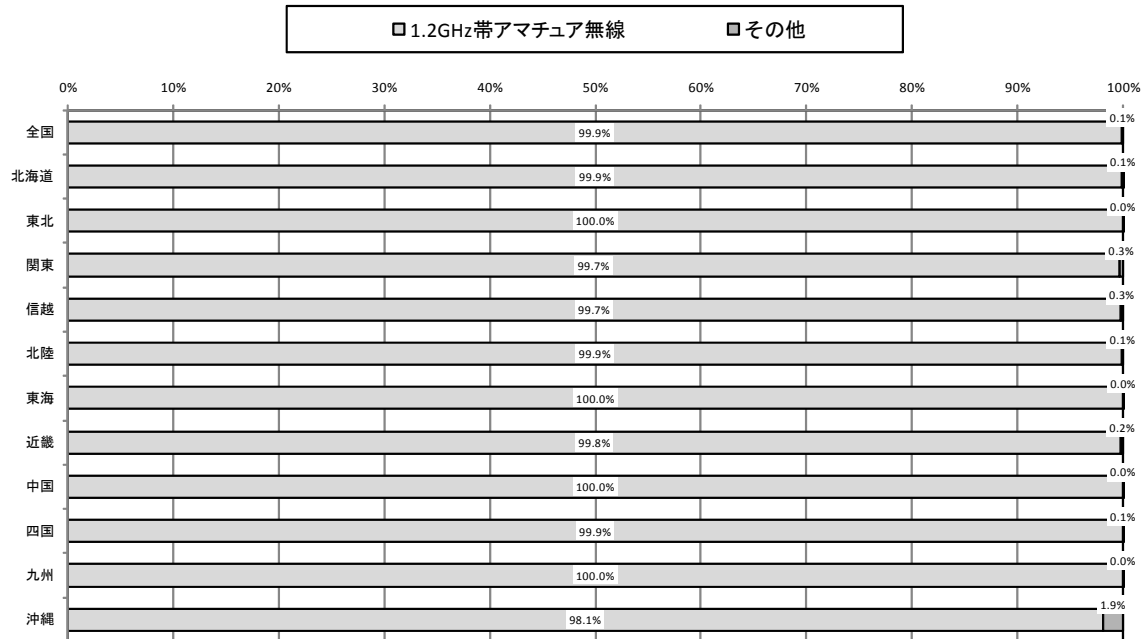 1.2GHz帯アマチュア無線 その他
0% 10% 20% 30% 40% 50% 60% 70% 80% 90% 100%
全国 99.9% 0.1%
北海道 99.9% 0.1%
東北 100.0% 0.0%
関東 99.7% 0.3%
信越 99.7% 0.3%
北陸 99.9% 0.1%
東海 100.0% 0.0%
近畿 99.8% 0.2%
中国 100.0% 0.0%
四国 99.9% 0.1%
九州 100.0% 0.0%
沖縄 98.1% 1.9%